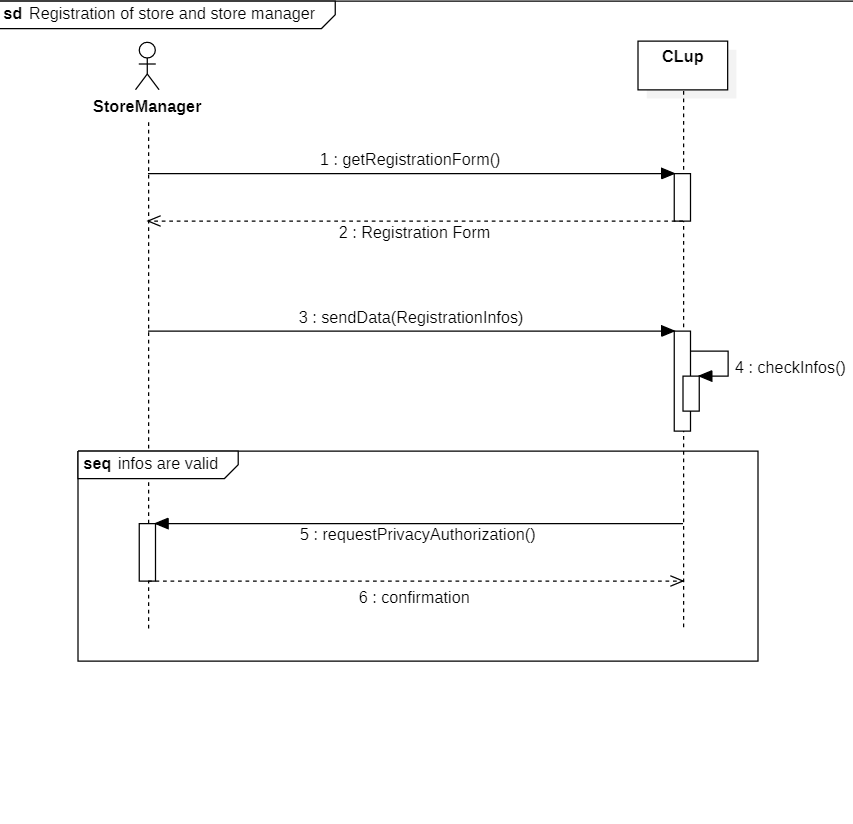 sd Registration of store and store manager
StoreManager
CLup
1 : getRegistrationForm()
2 : Registration Form
3 : sendData(RegistrationInfos)
4 : checkInfos()
seq infos are valid
5 : requestPrivacyAuthorization()
6 : confirmation